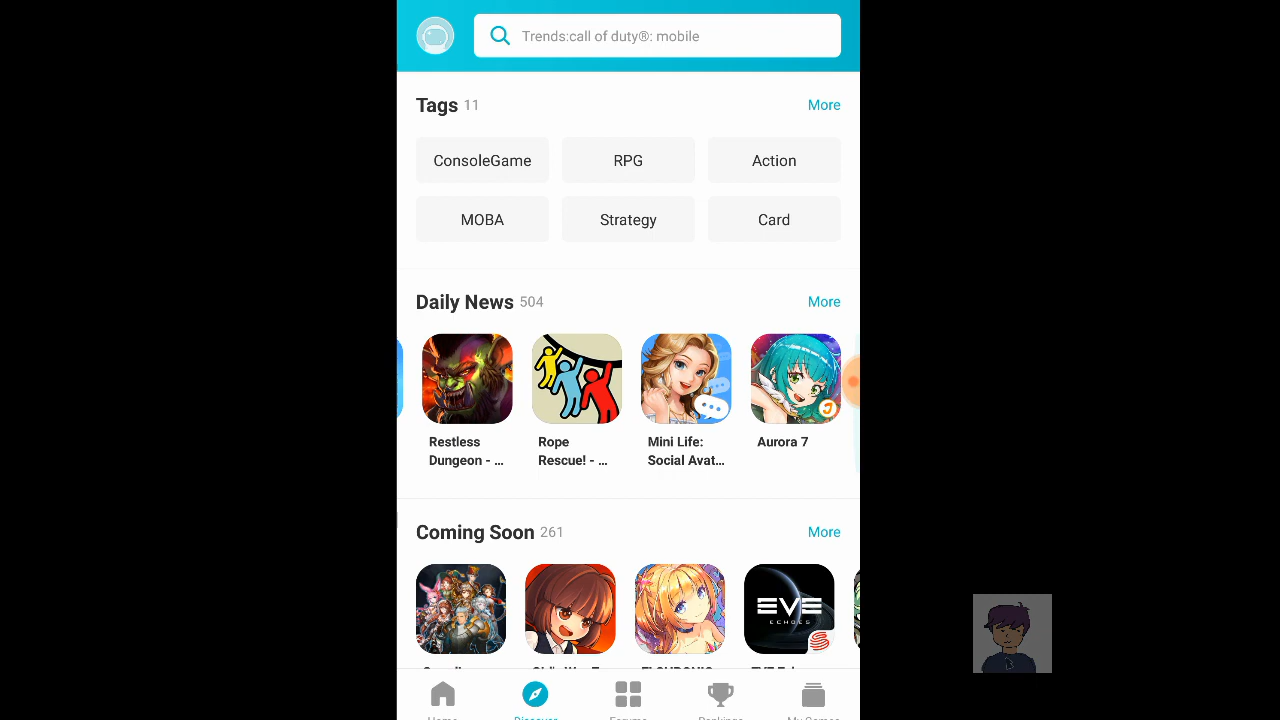 Trends:call of duty®: mobile
Tags 11
More
ConsoleGame
RPG
Action
MOBA
Strategy
Card
Daily News 504
More
Restless
Dungeon - ...
Rope
Rescue! - ...
Mini Life:
Social Avat...
Aurora 7
Coming Soon 261
More
EVE
ECHOES